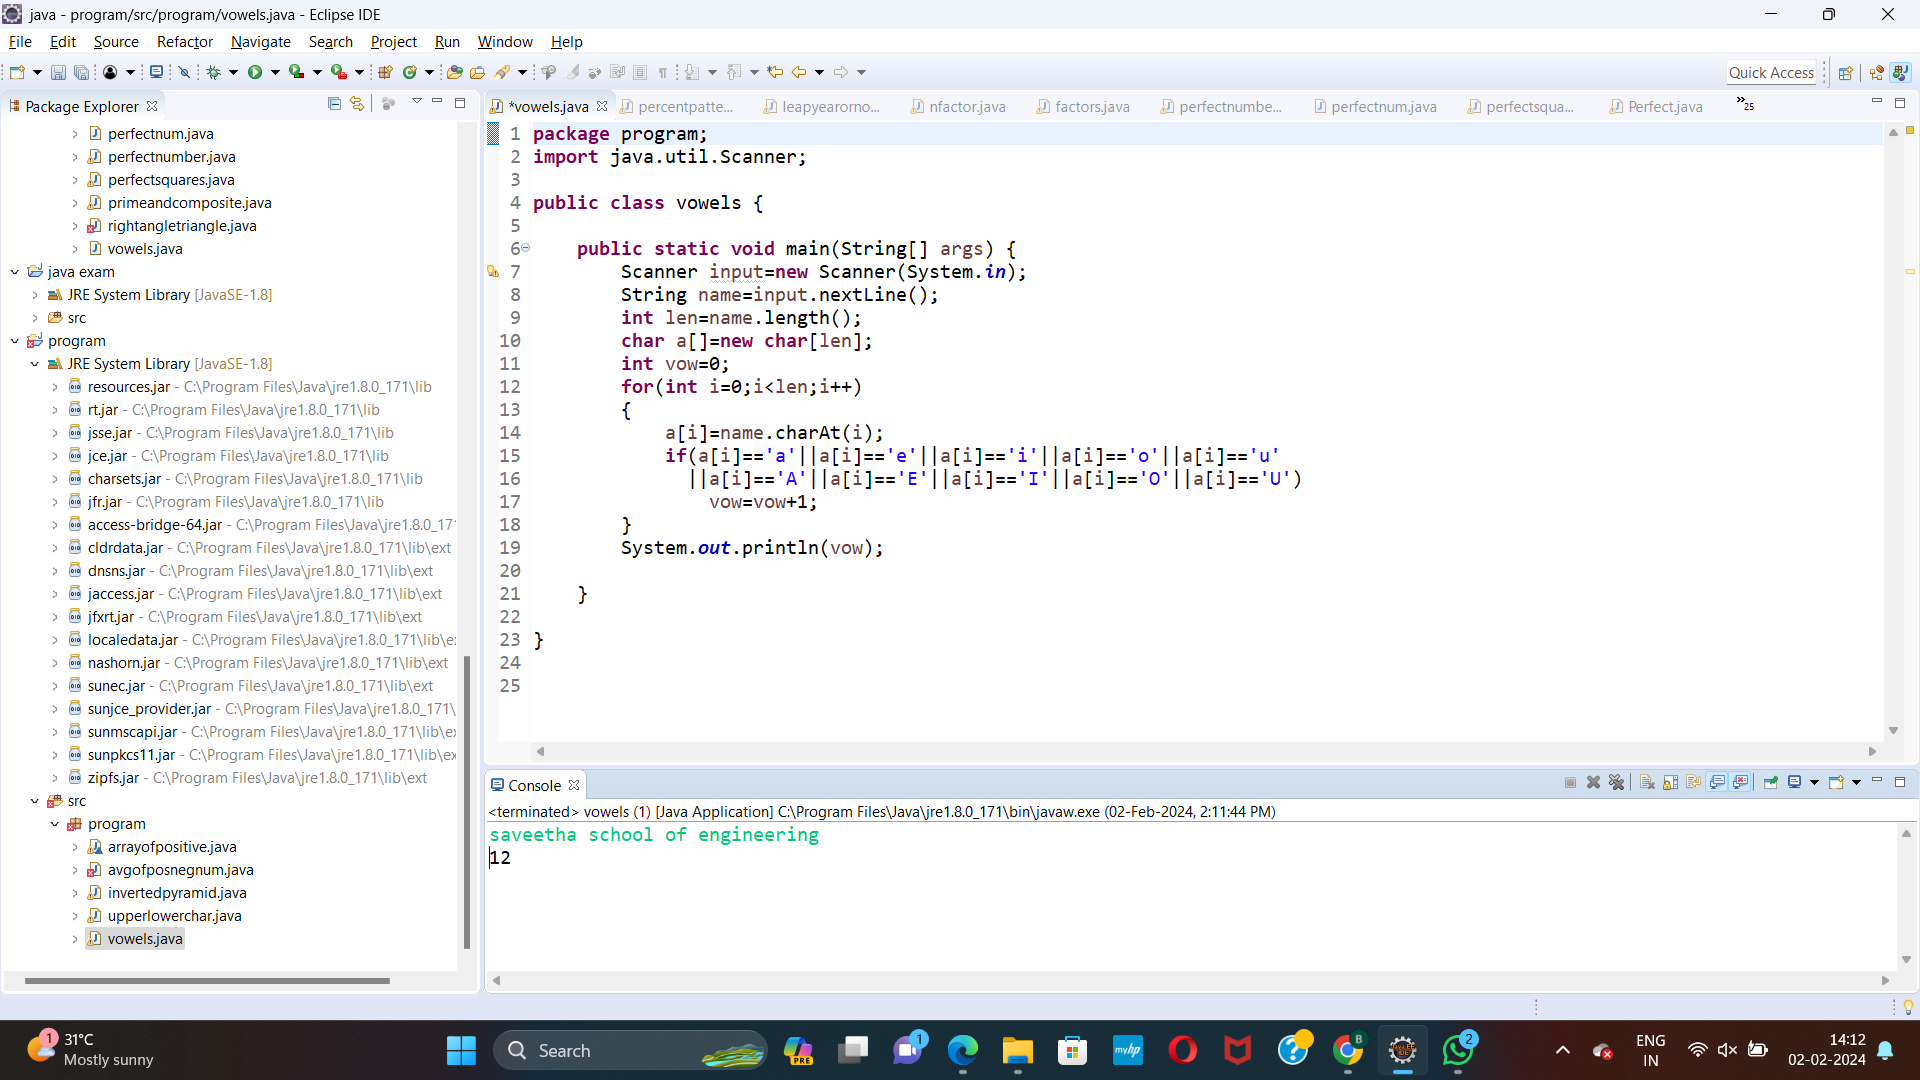 java - program/src/program/vowels.java - Eclipse IDE
File Edit Source Refactor Navigate Search Project Run Window Help
Quick Access
Package Explorer
perfectnum.java
perfectnumber.java
perfectsquares.java
primeandcomposite.java
rightangletriangle.java
vowels.java
java exam
JRE System Library [JavaSE-1.8]
src
program
JRE System Library [JavaSE-1.8]
resources.jar - C:\Program Files\Java\jre1.8.0_171\lib
rt.jar - C:\Program Files\Java\jre1.8.0_171\lib
jsse.jar - C:\Program Files\Java\jre1.8.0_171\lib
jce.jar - C:\Program Files\Java\jre1.8.0_171\lib
charsets.jar - C:\Program Files\Java\jre1.8.0_171\lib
jfr.jar - C:\Program Files\Java\jre1.8.0_171\lib
access-bridge-64.jar - C:\Program Files\Java\jre1.8.0_17
cldrdata.jar - C:\Program Files\Java\jre1.8.0_171\lib\ext
dnsns.jar - C:\Program Files\Java\jre1.8.0_171\lib\ext
jaccess.jar - C:\Program Files\Java\jre1.8.0_171\lib\ext
jfxrt.jar - C:\Program Files\Java\jre1.8.0_171\lib\ext
localedata.jar - C:\Program Files\Java\jre1.8.0_171\lib\e
nashorn.jar - C:\Program Files\Java\jre1.8.0_171\lib\ext
sunec.jar - C:\Program Files\Java\jre1.8.0_171\lib\ext
sunjce_provider.jar - C:\Program Files\Java\jre1.8.0_171\
sunmscapi.jar - C:\Program Files\Java\jre1.8.0_171\lib\e
sunpkcs11.jar - C:\Program Files\Java\jre1.8.0_171\lib\e
zipfs.jar - C:\Program Files\Java\jre1.8.0_171\lib\ext
src
program
arrayofpositive.java
avgofposnegnum.java
invertedpyramid.java
upperlowerchar.java
vowels.java
*vowels.java percentpatte... leapyearorno... nfactor.java factors.java perfectnumbe... perfectnum.java perfectsqua... Perfect.java »25
1 package program;
2 import java.util.Scanner;
3
4 public class vowels {
5
6 public static void main(String[] args) {
7 Scanner input=new Scanner(System.in);
8 String name=input.nextLine();
9 int len=name.length();
10 char a[]=new char[len];
11 int vow=0;
12 for(int i=0;i<len;i++)
13 {
14 a[i]=name.charAt(i);
15 if(a[i]=='a'||a[i]=='e'||a[i]=='i'||a[i]=='o'||a[i]=='u'
16 ||a[i]=='A'||a[i]=='E'||a[i]=='I'||a[i]=='O'||a[i]=='U')
17 vow=vow+1;
18 }
19 System.out.println(vow);
20
21 }
22
23 }
24
25
Console
<terminated> vowels (1) [Java Application] C:\Program Files\Java\jre1.8.0_171\bin\javaw.exe (02-Feb-2024, 2:11:44 PM)
saveetha school of engineering
12
1
31°C
Mostly sunny
Search
PRE
1
myhp
B
2
ENG
IN
14:12
02-02-2024